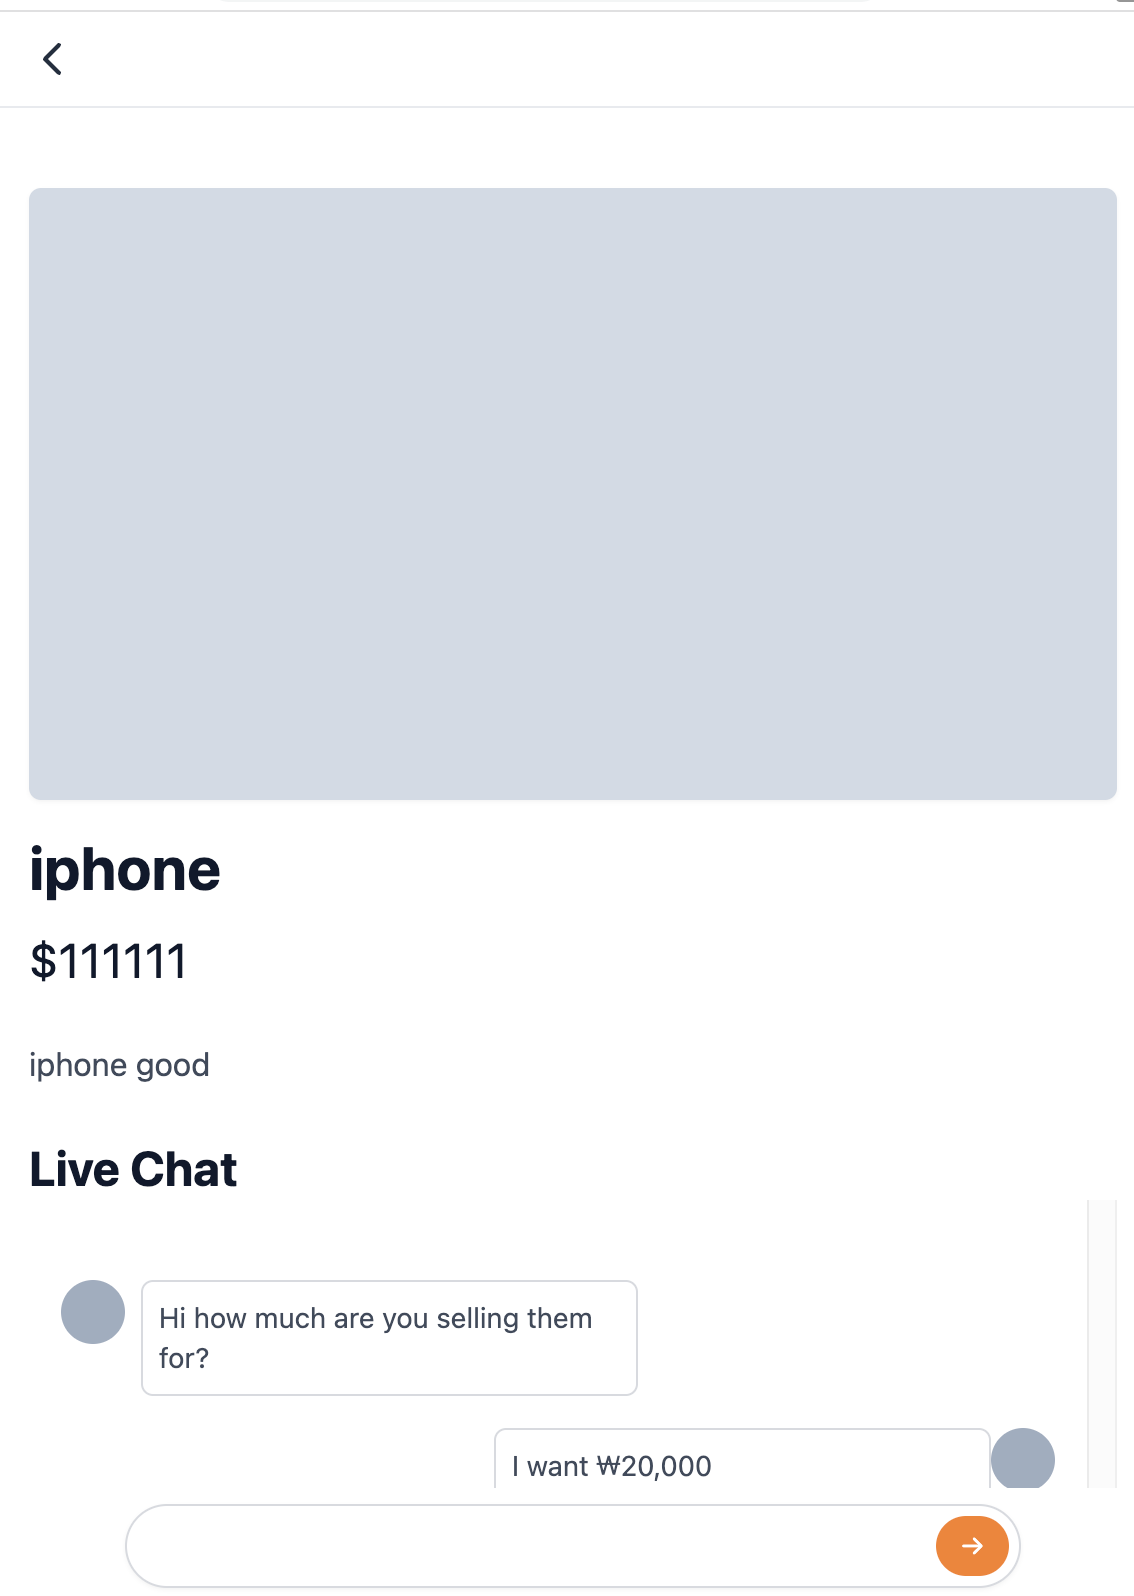 iphone
$111111
iphone good
Live Chat
Hi how much are you selling them
for?
I want ₩20,000